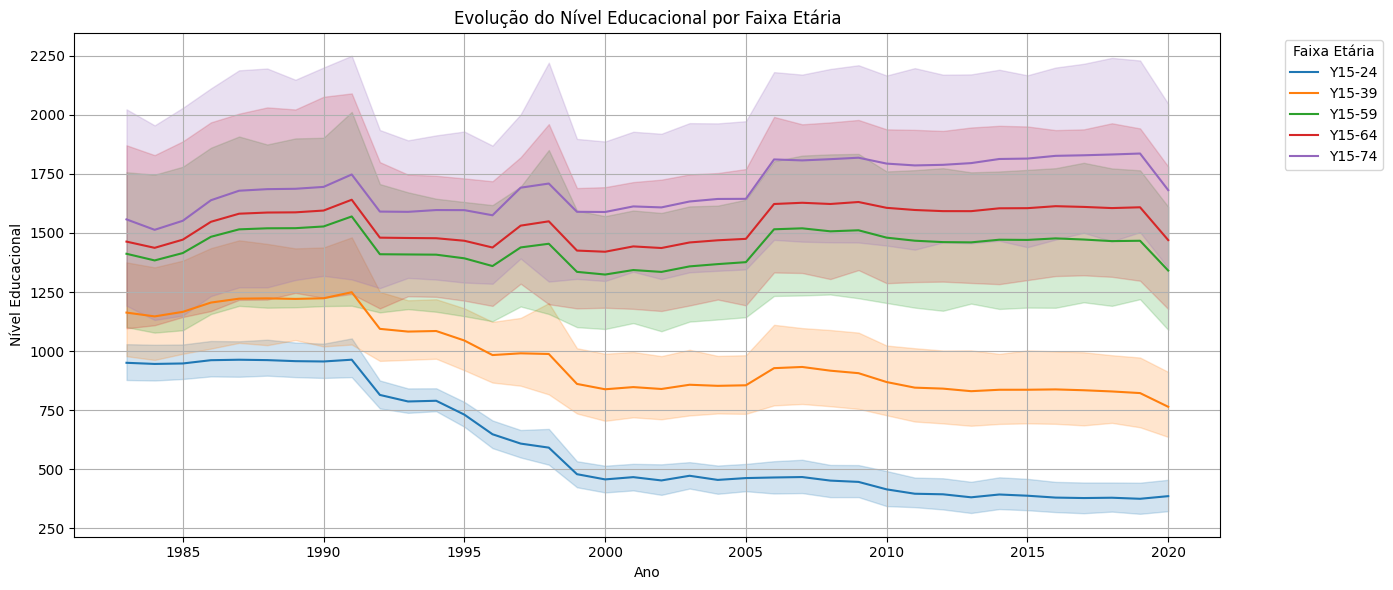 Evolução do Nível Educacional por Faixa Etária
Nível Educacional
2250
2000
1750
1500
1250
1000
750
500
250
1985
1990
1995
2000
2005
2010
2015
2020
Ano
Faixa Etária
Y15-24
Y15-39
Y15-59
Y15-64
Y15-74